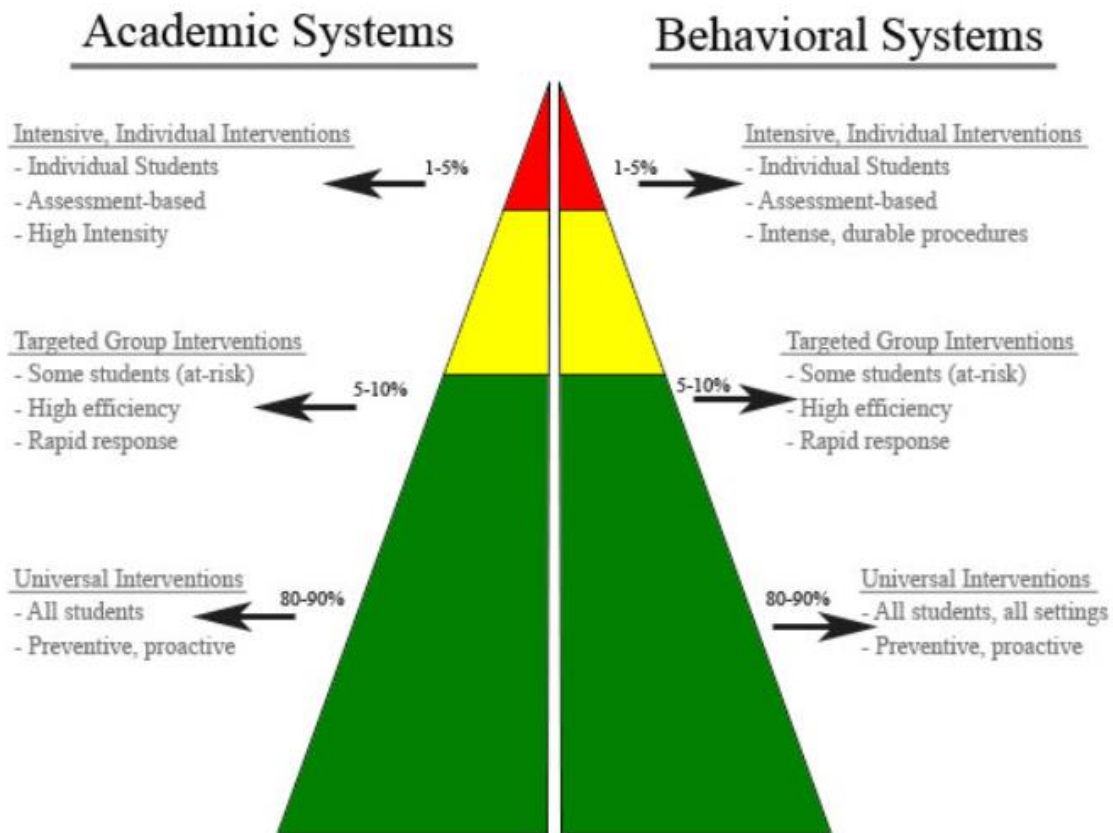 Academic Systems
Intensive, Individual Interventions
- Individual Students
- Assessment-based
- High Intensity
1-5%
Targeted Group Interventions
- Some students (at-risk)
- High efficiency
- Rapid response
5-10%
Universal Interventions
- All students
- Preventive, proactive
80-90%
Behavioral Systems
Intensive, Individual Interventions
- Individual Students
- Assessment-based
- Intense, durable procedures
1-5%
Targeted Group Interventions
- Some students (at-risk)
- High efficiency
- Rapid response
5-10%
Universal Interventions
- All students, all settings
- Preventive, proactive
80-90%